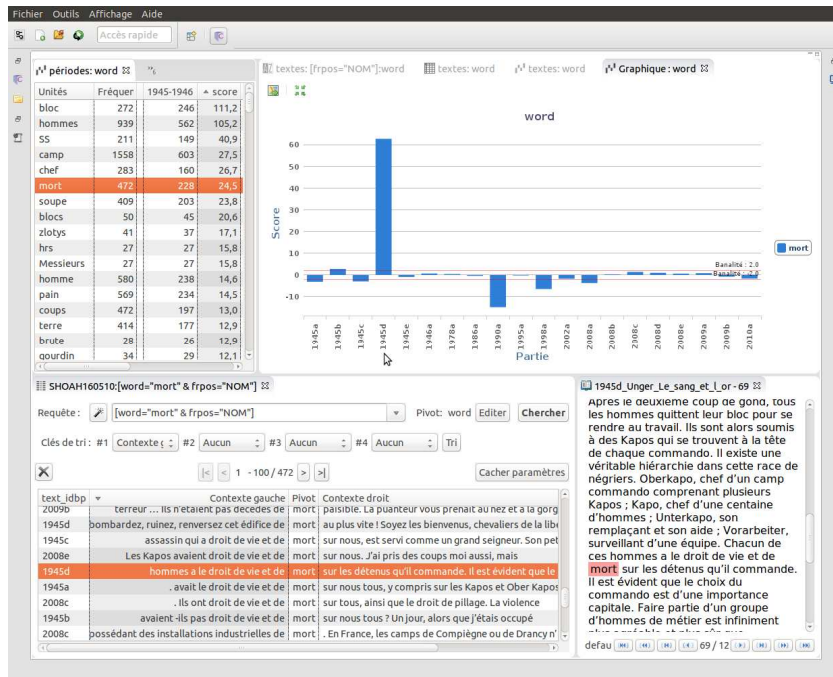 Fichier Outils Affichage Aide
Accès rapide
périodes: word
Unités Fréquer 1945-1946 score
bloc 272 246 111,2
hommes 939 562 105,2
SS 211 149 40,9
camp 1558 603 27,5
chef 283 160 26,7
mort 472 228 24,5
soupe 409 203 23,8
blocs 50 45 20,6
zlotys 41 37 17,1
hrs 27 27 15,8
Messieurs 27 27 15,8
homme 580 238 14,6
pain 569 234 14,5
coups 472 197 13,0
terre 414 177 12,9
brute 28 26 12,9
gourdin 34 29 12,1
textes: [frpos="NOM"]:word textes: word textes: word Graphique : word
word
Score
60
50
40
30
20
10
0
-10
Banalité : 2.0
Banalité : -2.0
mort
1945a 1945b 1945c 1945d 1945e 1946a 1978a 1986a 1990a 1995a 1998a 2002a 2008a 2008b 2008c 2008d 2008e 2009a 2009b 2010a
Partie
SHOAH160510:[word="mort" & frpos="NOM"]
Requête : [word="mort" & frpos="NOM"] Pivot: word Editer Chercher
Clés de tri : #1 Contexte #2 Aucun #3 Aucun #4 Aucun Tri
1 - 100 / 472 Cacher paramètres
text_idbp Contexte gauche Pivot Contexte droit
2009b terreur ... Ils n'étaient pas décédés de mort paisible. La puanteur vous prenait au nez et à la gorg
1945d bombardez, ruinez, renversez cet édifice de mort au plus vite ! Soyez les bienvenus, chevaliers de la libe
1945c assassin qui a droit de vie et de mort sur nous, est servi comme un grand seigneur. Son pet
2008e Les Kapos avaient droit de vie et de mort sur nous. J'ai pris des coups moi aussi, mais
1945d hommes a le droit de vie et de mort sur les détenus qu'il commande. Il est évident que le
1945a . avait le droit de vie et de mort sur nous tous, y compris sur les Kapos et Ober Kapos
2008c . Ils ont droit de vie et de mort sur tous, ainsi que le droit de pillage. La violence
1945b avaient -ils pas droit de vie et de mort sur nous tous ? Un jour, alors que j'étais occupé
2008c possédant des installations industrielles de mort . En France, les camps de Compiègne ou de Drancy n'
1945d_Unger_Le_sang_et_l_or - 69
Après le deuxième coup de gond, tous
les hommes quittent leur bloc pour se
rendre au travail. Ils sont alors soumis
à des Kapos qui se trouvent à la tête
de chaque commando. Il existe une
véritable hiérarchie dans cette race de
négriers. Oberkapo, chef d'un camp
commando comprenant plusieurs
Kapos ; Kapo, chef d'une centaine
d'hommes ; Unterkapo, son
remplaçant et son aide ; Vorarbeiter,
surveillant d'une équipe. Chacun de
ces hommes a le droit de vie et de
mort sur les détenus qu'il commande.
Il est évident que le choix du
commando est d'une importance
capitale. Faire partie d'un groupe
d'hommes de métier est infiniment
plus agréable et plus sûr que
defau 69 / 12